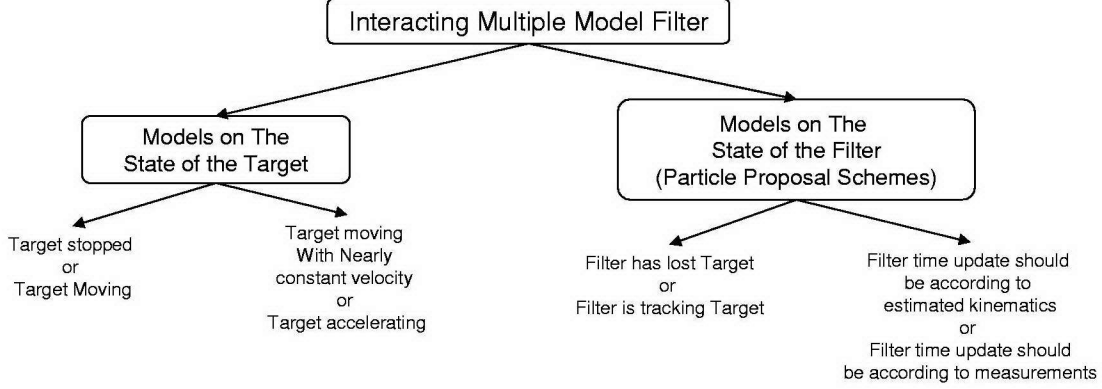 Interacting Multiple Model Filter
Models on The
State of the Target
Models on The
State of the Filter
(Particle Proposal Schemes)
Target stopped
or
Target Moving
Target moving
With Nearly
constant velocity
or
Target accelerating
Filter has lost Target
or
Filter is tracking Target
Filter time update should
be according to
estimated kinematics
or
Filter time update should
be according to measurements